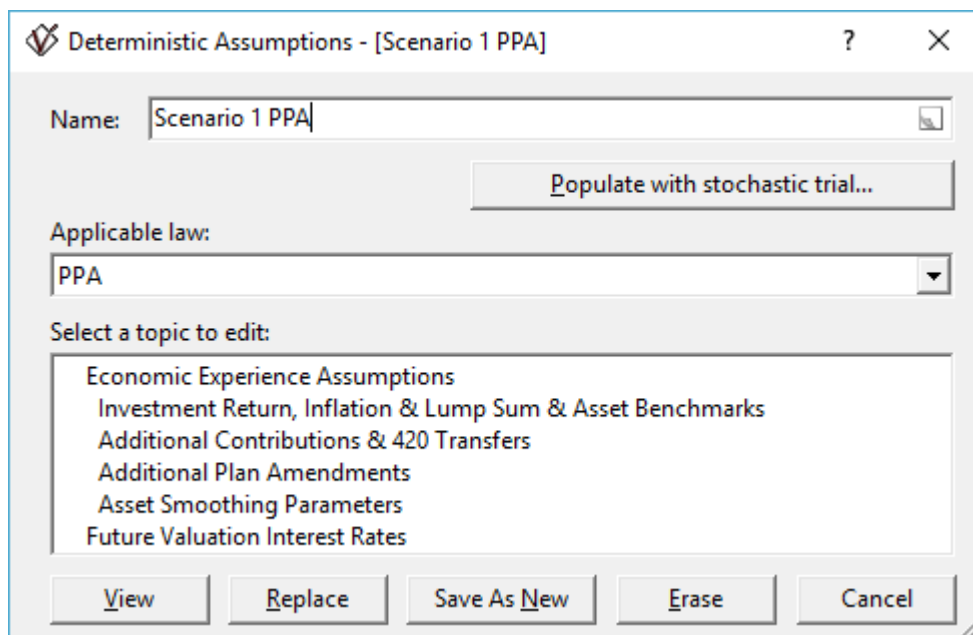 Deterministic Assumptions - [Scenario 1 PPA] ? ×
Name: Scenario 1 PPA
Populate with stochastic trial...
Applicable law:
PPA
Select a topic to edit:
Economic Experience Assumptions
Investment Return, Inflation & Lump Sum & Asset Benchmarks
Additional Contributions & 420 Transfers
Additional Plan Amendments
Asset Smoothing Parameters
Future Valuation Interest Rates
View Replace Save As New Erase Cancel